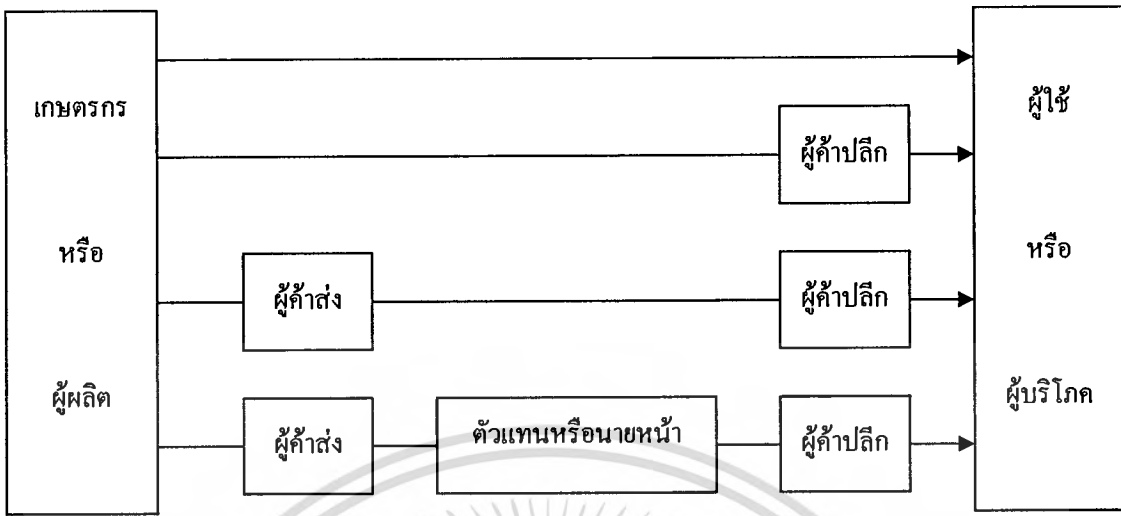 เกษตรกร
หรือ
ผู้ผลิต
ผู้ค้าปลีก
ผู้ค้าส่ง
ผู้ค้าปลีก
ผู้ค้าส่ง
ตัวแทนหรือนายหน้า
ผู้ค้าปลีก
ผู้ใช้
หรือ
ผู้บริโภค